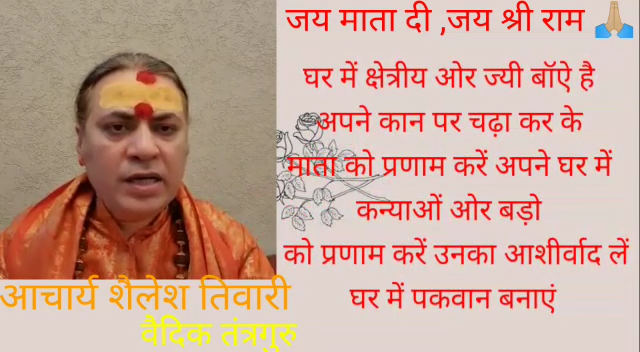 जय माता दी ,जय श्री राम 🙏🏼
घर में क्षेत्रीय ओर ज्यी बॉऐ है
अपने कान पर चढ़ा कर के
माता को प्रणाम करें अपने घर में
कन्याओं ओर बड़ो
को प्रणाम करें उनका आशीर्वाद लें
घर में पकवान बनाएं
आचार्य शैलेश तिवारी
वैदिक तंत्रगुरु